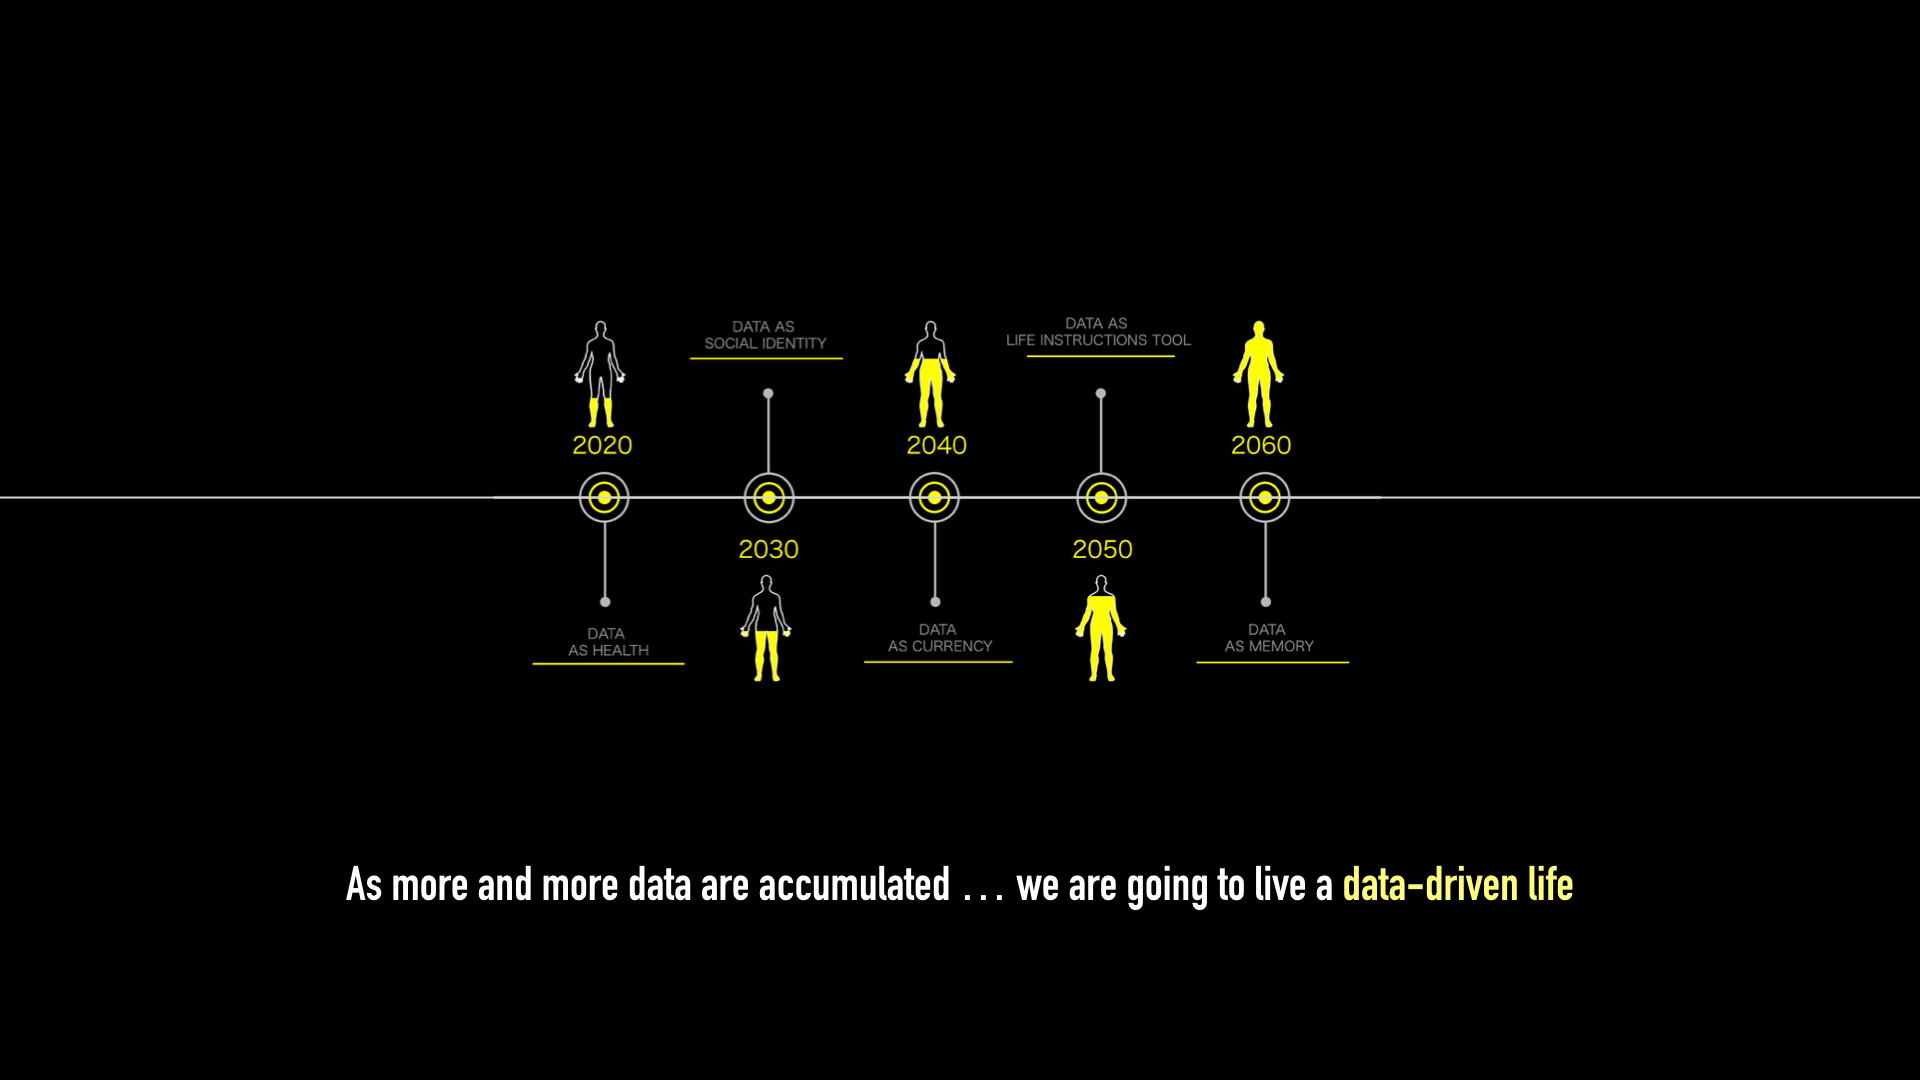 DATA AS
SOCIAL IDENTITY
DATA AS
LIFE INSTRUCTIONS TOOL
2020
2040
2060
2030
2050
DATA
AS HEALTH
DATA
AS CURRENCY
DATA
AS MEMORY
As more and more data are accumulated ... we are going to live a data-driven life